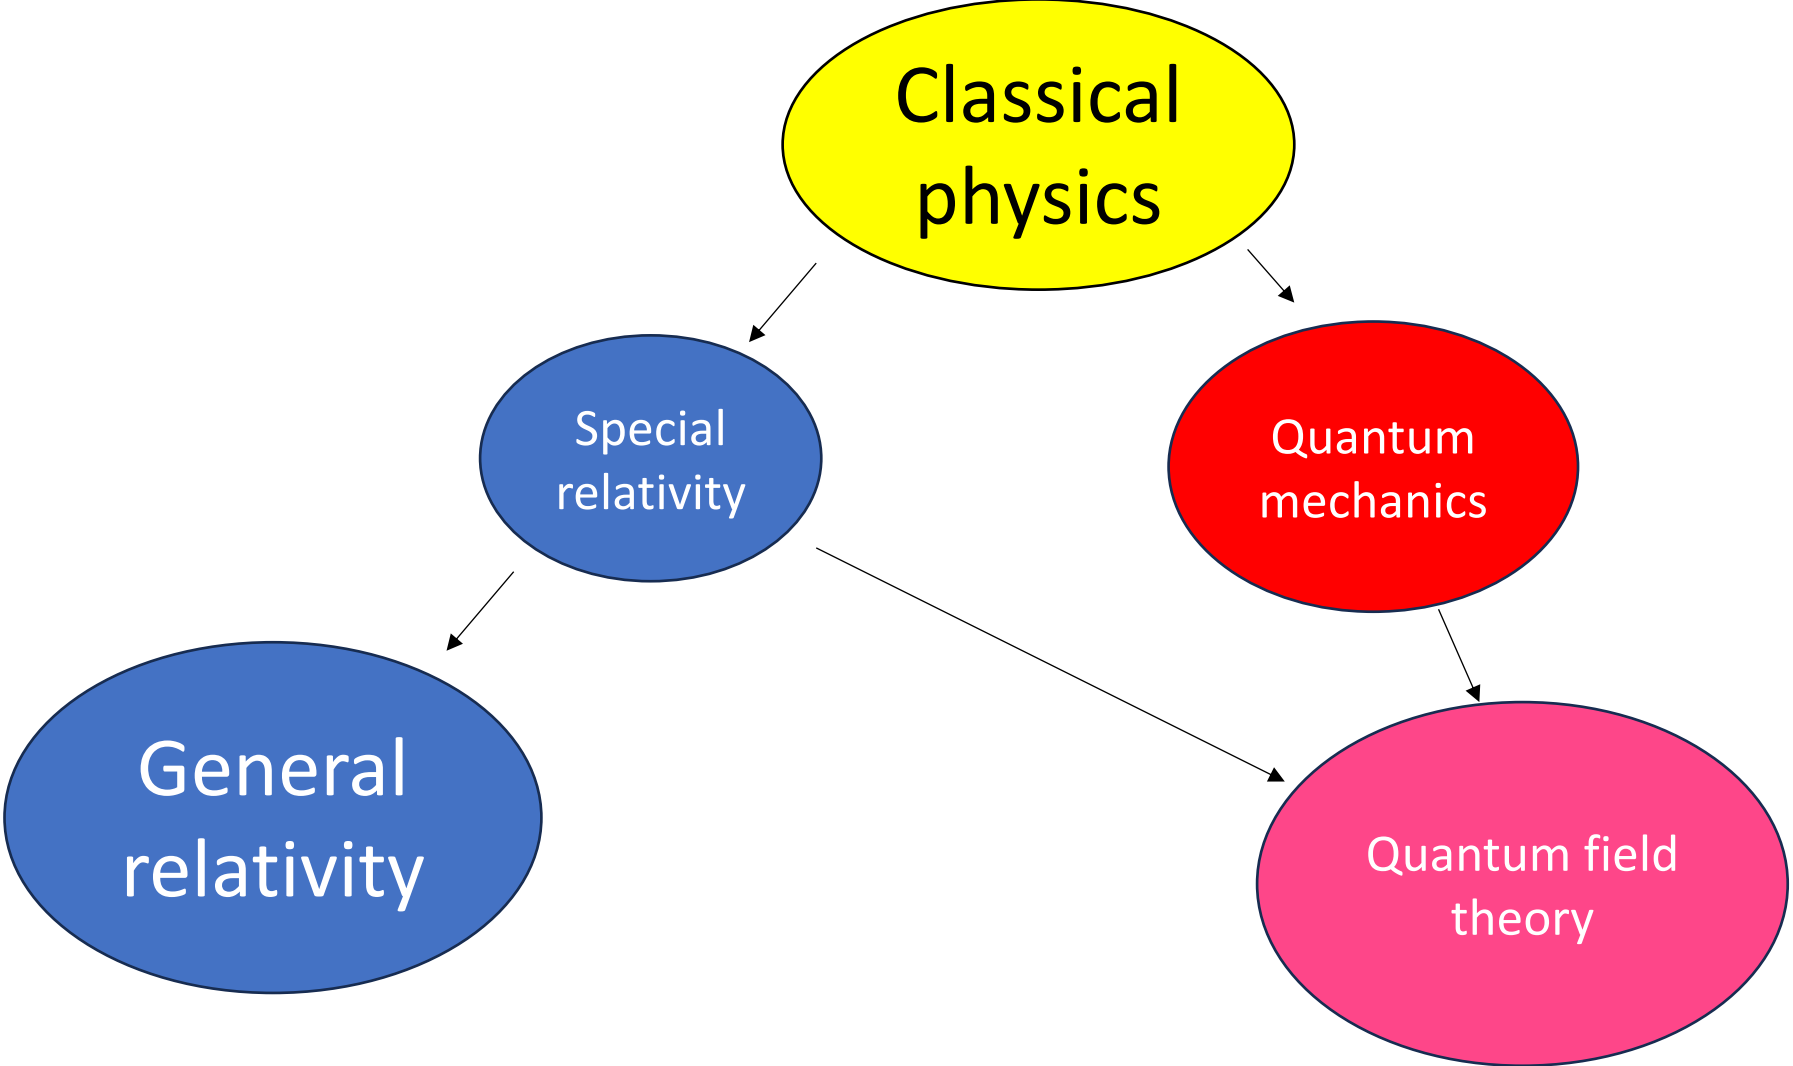 Classical
physics
Special
relativity
Quantum
mechanics
General
relativity
Quantum field
theory